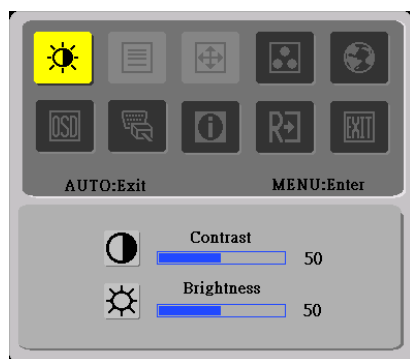 OSD
R
EXIT
AUTO:Exit MENU:Enter
Contrast
50
Brightness
50